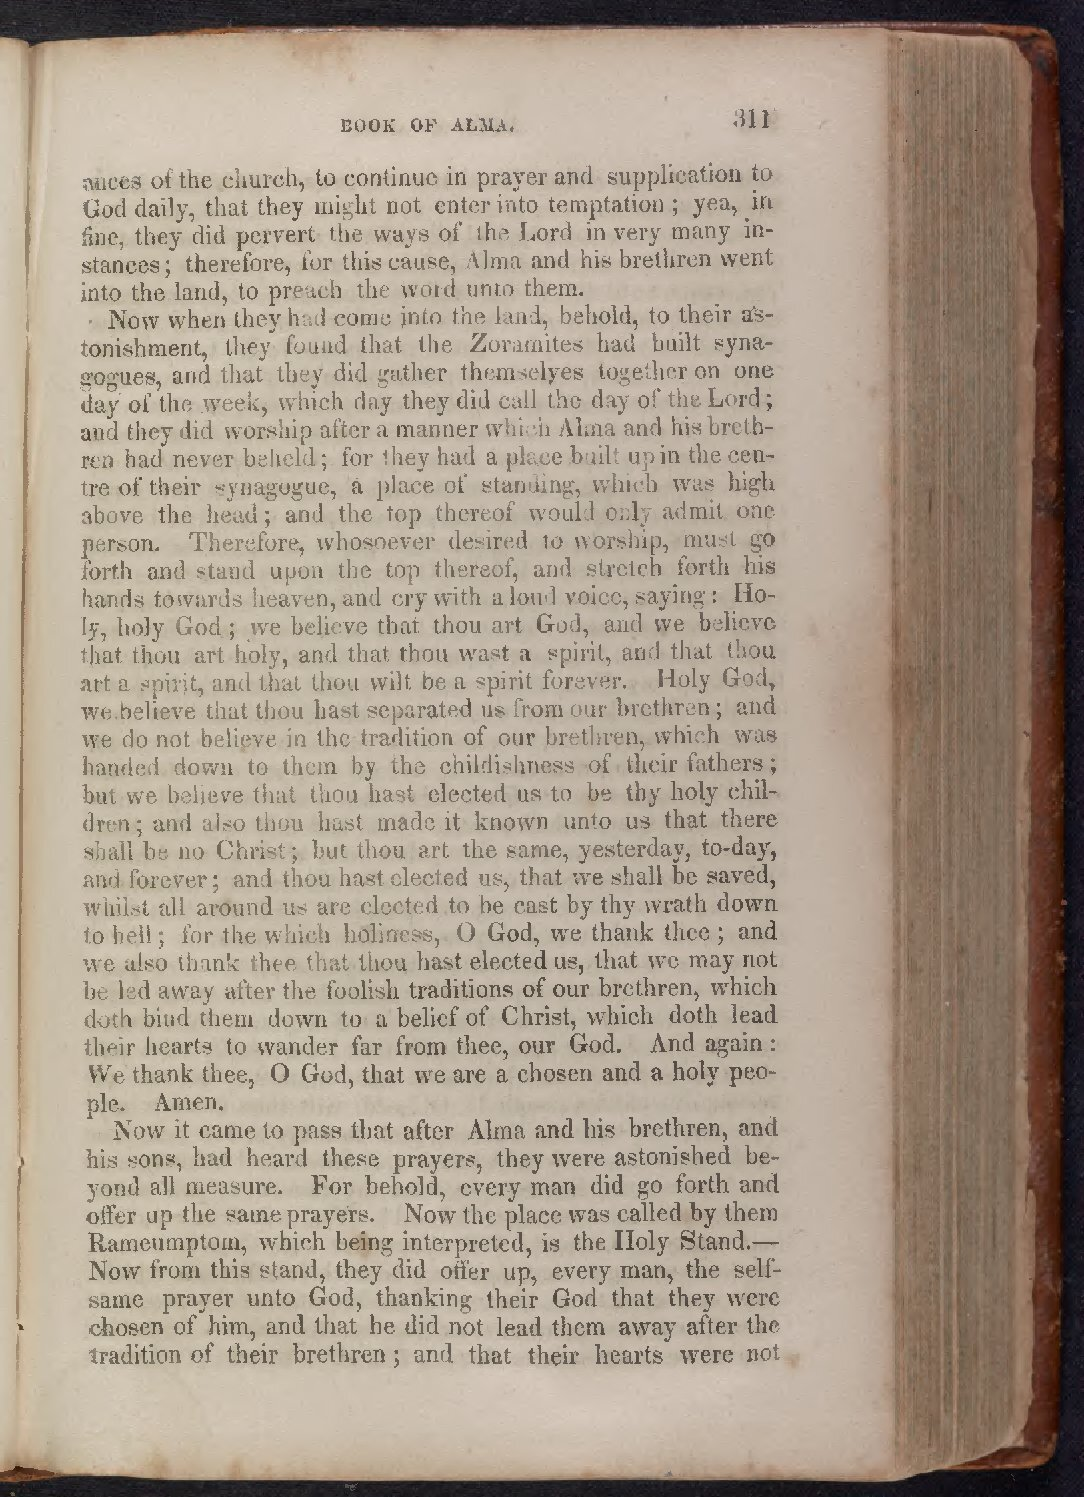 BOOK OF ALMA. 311
ances of the church, to continue in prayer and supplication to
God daily, that they might not enter into temptation ; yea, in
fine, they did pervert the ways of the Lord in very many in-
stances ; therefore, for this cause, Alma and his brethren went
into the land, to preach the word unto them.
Now when they had come into the land, behold, to their as-
tonishment, they found that the Zoramites had built syna-
gogues, and that they did gather themselves together on one
day of the week, which day they did call the day of the Lord ;
and they did worship after a manner which Alma and his breth-
ren had never beheld ; for they had a place built up in the cen-
tre of their synagogue, a place of standing, which was high
above the head ; and the top thereof would only admit one
person. Therefore, whosoever desired to worship, must go
forth and stand upon the top thereof, and stretch forth his
hands towards heaven, and cry with a loud voice, saying : Ho-
ly, holy God ; we believe that thou art God, and we believe
that thou art holy, and that thou wast a spirit, and that thou
art a spirit, and that thou wilt be a spirit forever. Holy God,
we believe that thou hast separated us from our brethren ; and
we do not believe in the tradition of our brethren, which was
handed down to them by the childishness of their fathers ;
but we believe that thou hast elected us to be thy holy chil-
dren ; and also thou hast made it known unto us that there
shall be no Christ ; but thou art the same, yesterday, to-day,
and forever ; and thou hast elected us, that we shall be saved,
whilst all around us are elected to be cast by thy wrath down
to hell ; for the which holiness, O God, we thank thee ; and
we also thank thee that thou hast elected us, that we may not
be led away after the foolish traditions of our brethren, which
doth bind them down to a belief of Christ, which doth lead
their hearts to wander far from thee, our God. And again :
We thank thee, O God, that we are a chosen and a holy peo-
ple. Amen.
Now it came to pass that after Alma and his brethren, and
his sons, had heard these prayers, they were astonished be-
yond all measure. For behold, every man did go forth and
offer up the same prayers. Now the place was called by them
Rameumptom, which being interpreted, is the Holy Stand.—
Now from this stand, they did offer up, every man, the self-
same prayer unto God, thanking their God that they were
chosen of him, and that he did not lead them away after the
tradition of their brethren ; and that their hearts were not